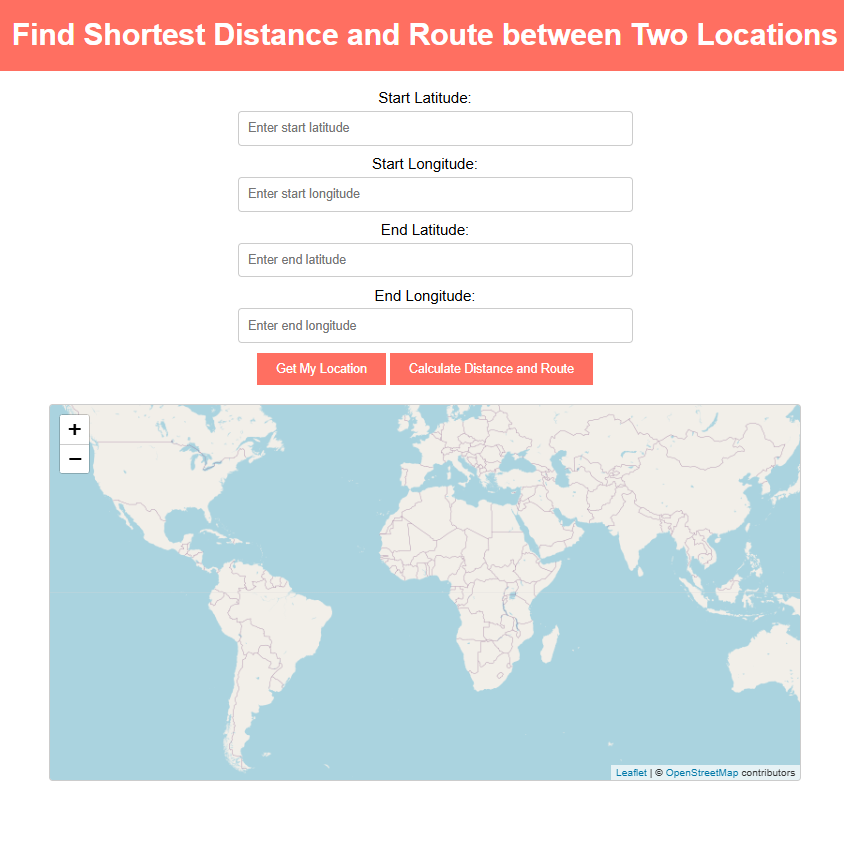 Find Shortest Distance and Route between Two Locations
Start Latitude:
Enter start latitude
Start Longitude:
Enter start longitude
End Latitude:
Enter end latitude
End Longitude:
Enter end longitude
Get My Location Calculate Distance and Route
+
−
Leaflet | © OpenStreetMap contributors